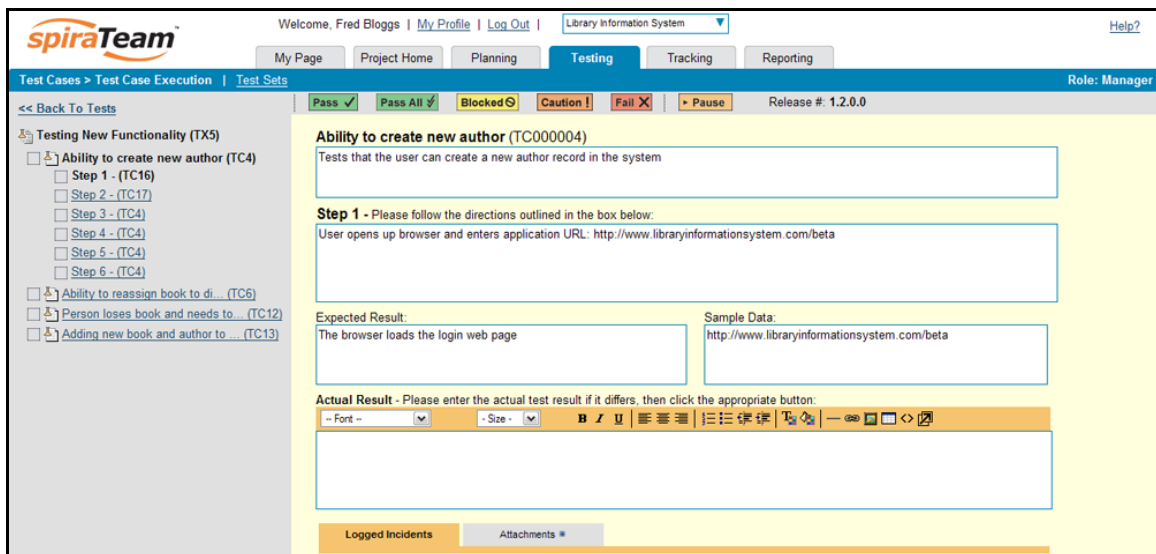 Welcome, Fred Bloggs | My Profile | Log Out | Library Information System Help?
spiraTeam
My Page Project Home Planning Testing Tracking Reporting
Test Cases > Test Case Execution | Test Sets Role: Manager
<< Back To Tests
Pass Pass All Blocked Caution ! Fail Pause Release #: 1.2.0.0
Testing New Functionality (TX5)
Ability to create new author (TC4)
Step 1 - (TC16)
Step 2 - (TC17)
Step 3 - (TC4)
Step 4 - (TC4)
Step 5 - (TC4)
Step 6 - (TC4)
Ability to reassign book to di... (TC6)
Person loses book and needs to... (TC12)
Adding new book and author to ... (TC13)
Ability to create new author (TC000004)
Tests that the user can create a new author record in the system
Step 1 - Please follow the directions outlined in the box below:
User opens up browser and enters application URL: http://www.libraryinformationsystem.com/beta
Expected Result: Sample Data:
The browser loads the login web page http://www.libraryinformationsystem.com/beta
Actual Result - Please enter the actual test result if it differs, then click the appropriate button:
-- Font -- - Size - B I U
Logged Incidents Attachments